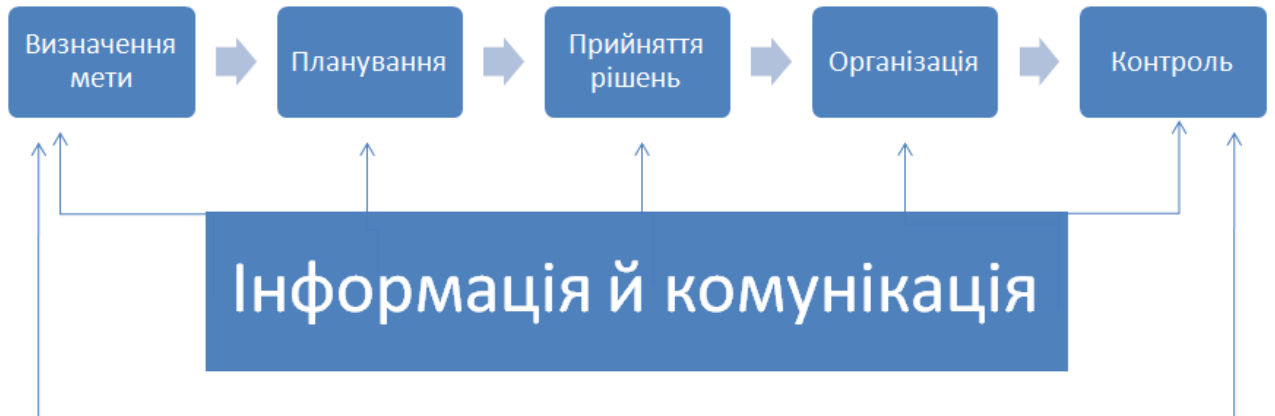 Визначення
мети
Планування
Прийняття
рішень
Організація
Контроль
Інформація й комунікація